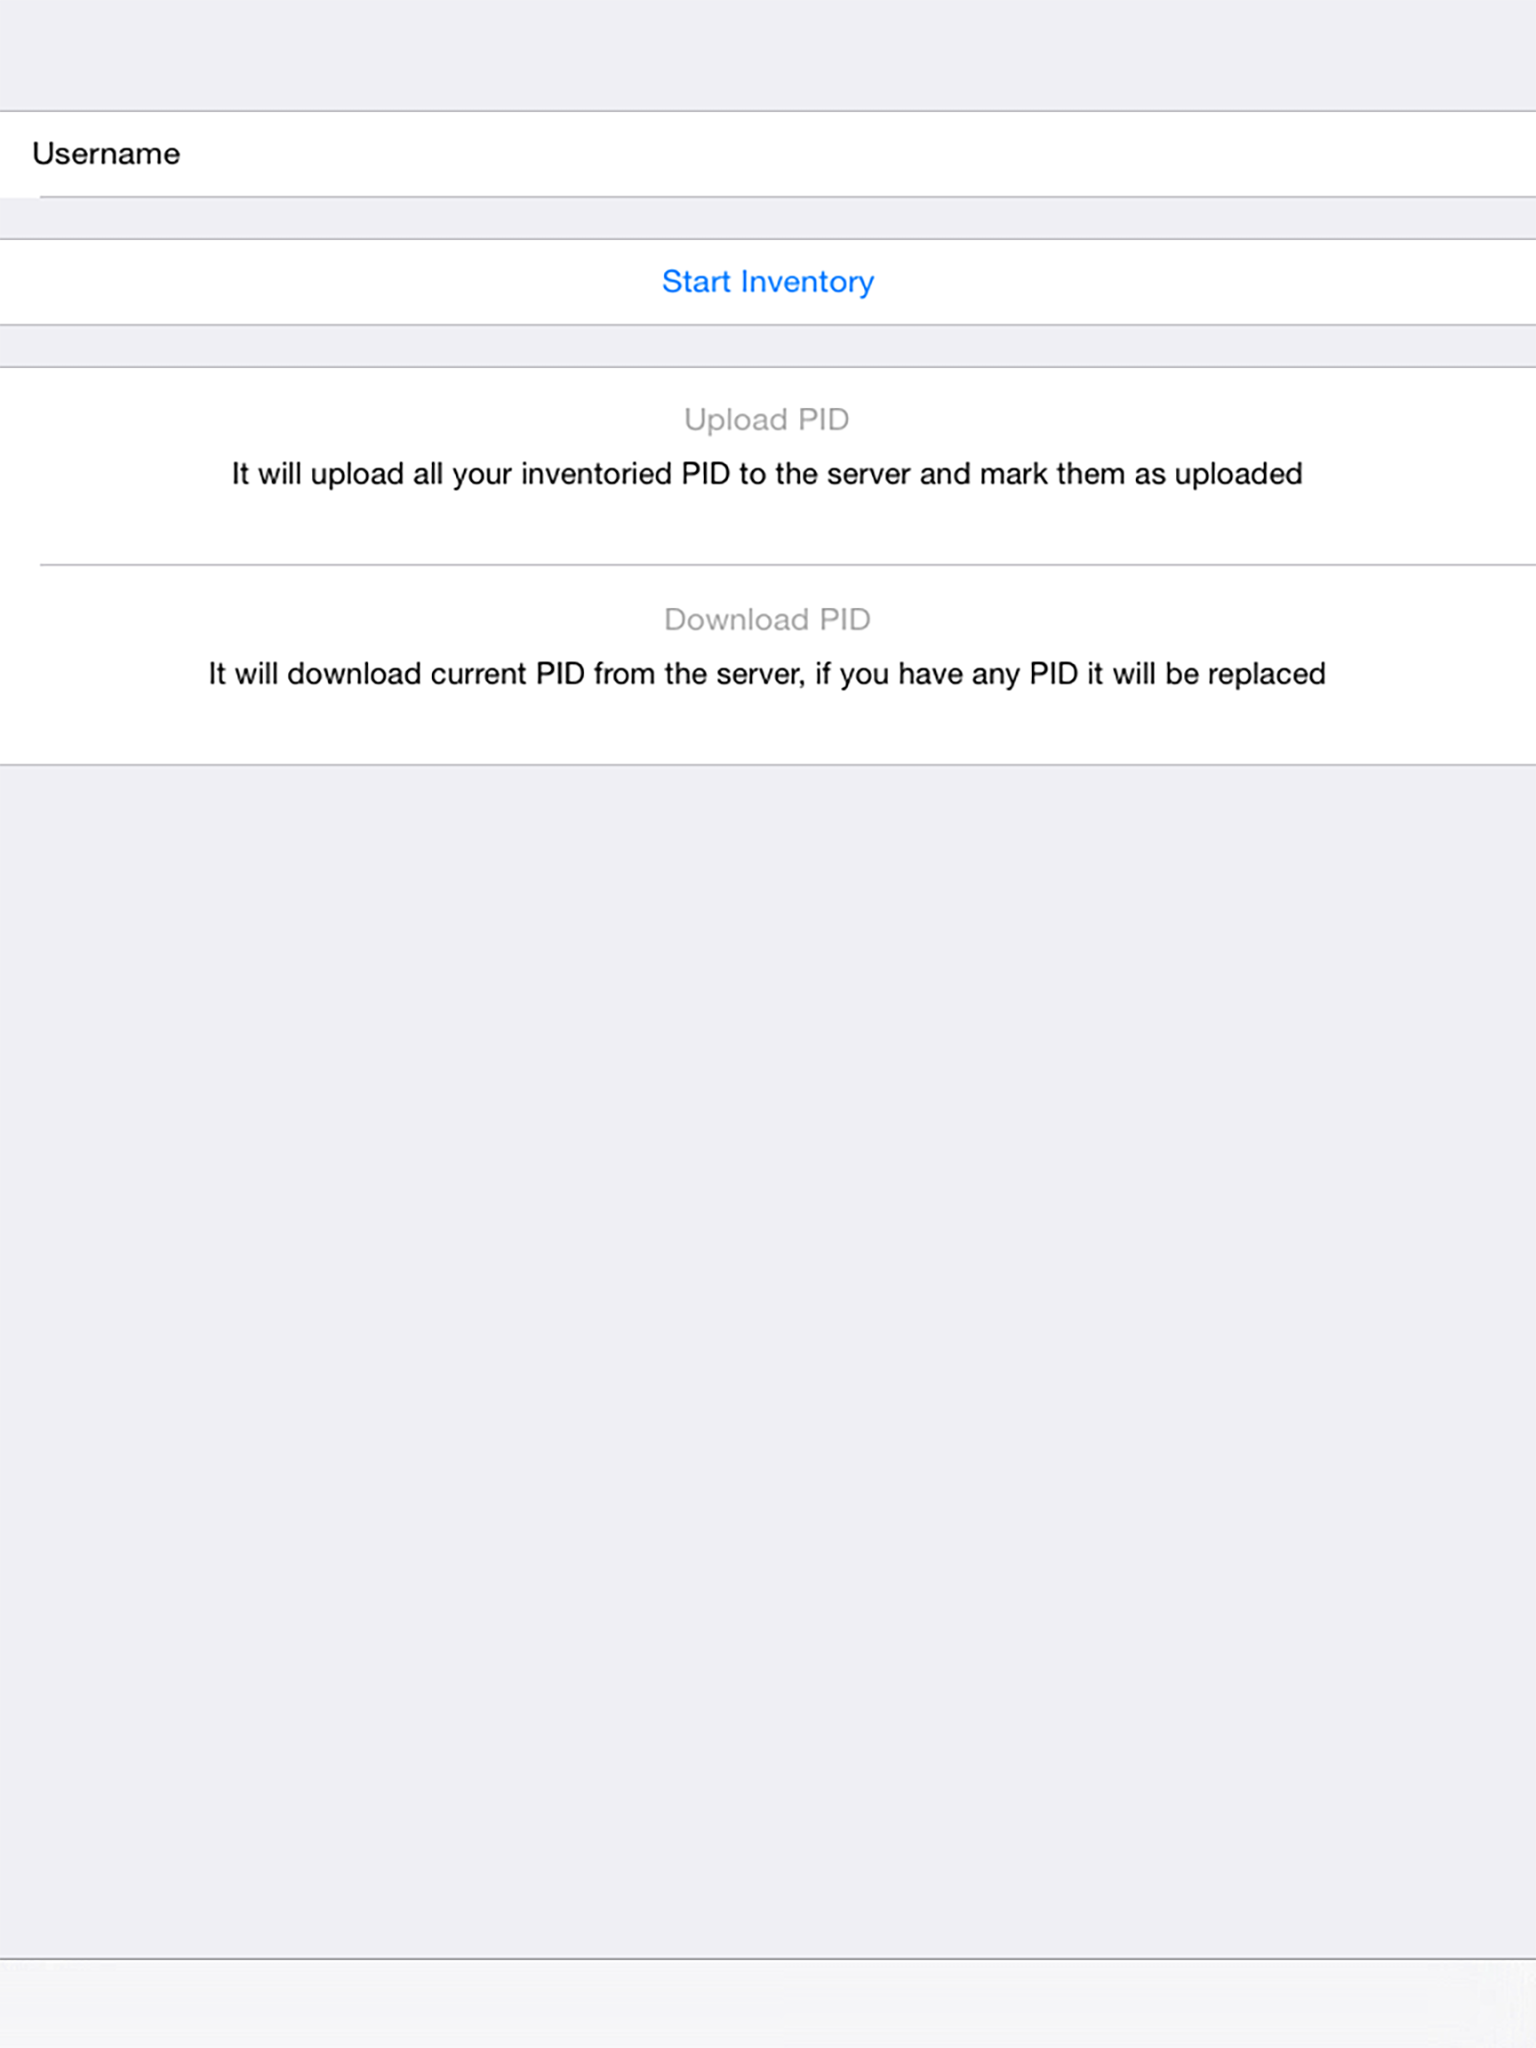 Username
Start Inventory
Upload PID
It will upload all your inventoried PID to the server and mark them as uploaded
Download PID
It will download current PID from the server, if you have any PID it will be replaced